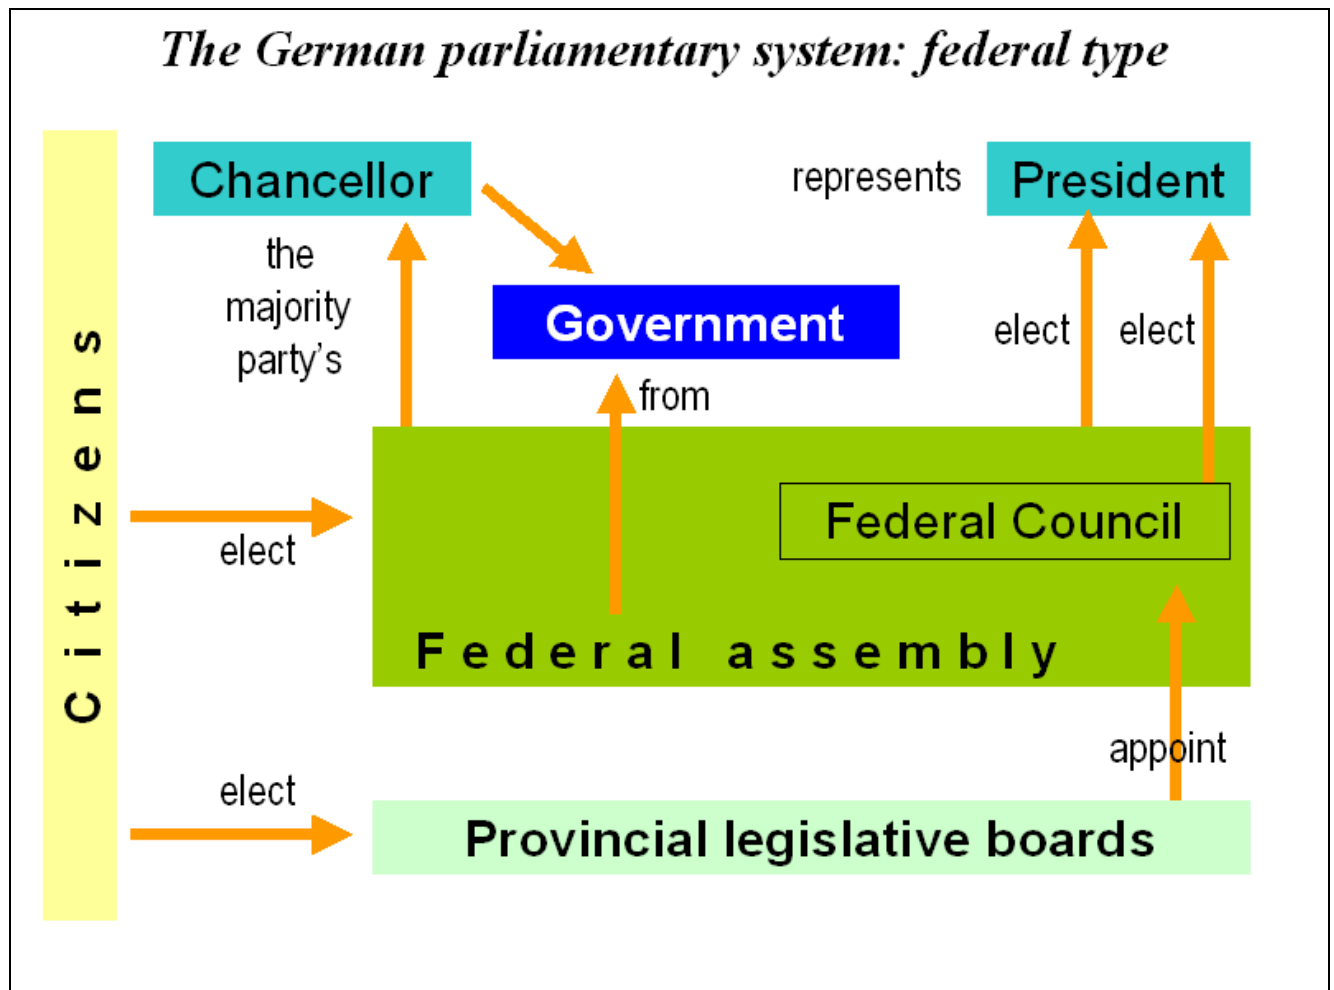 The German parliamentary system: federal type
Chancellor
represents
President
the
majority
party's
Government
elect
elect
from
Citizens
Federal Council
elect
Federal assembly
appoint
elect
Provincial legislative boards